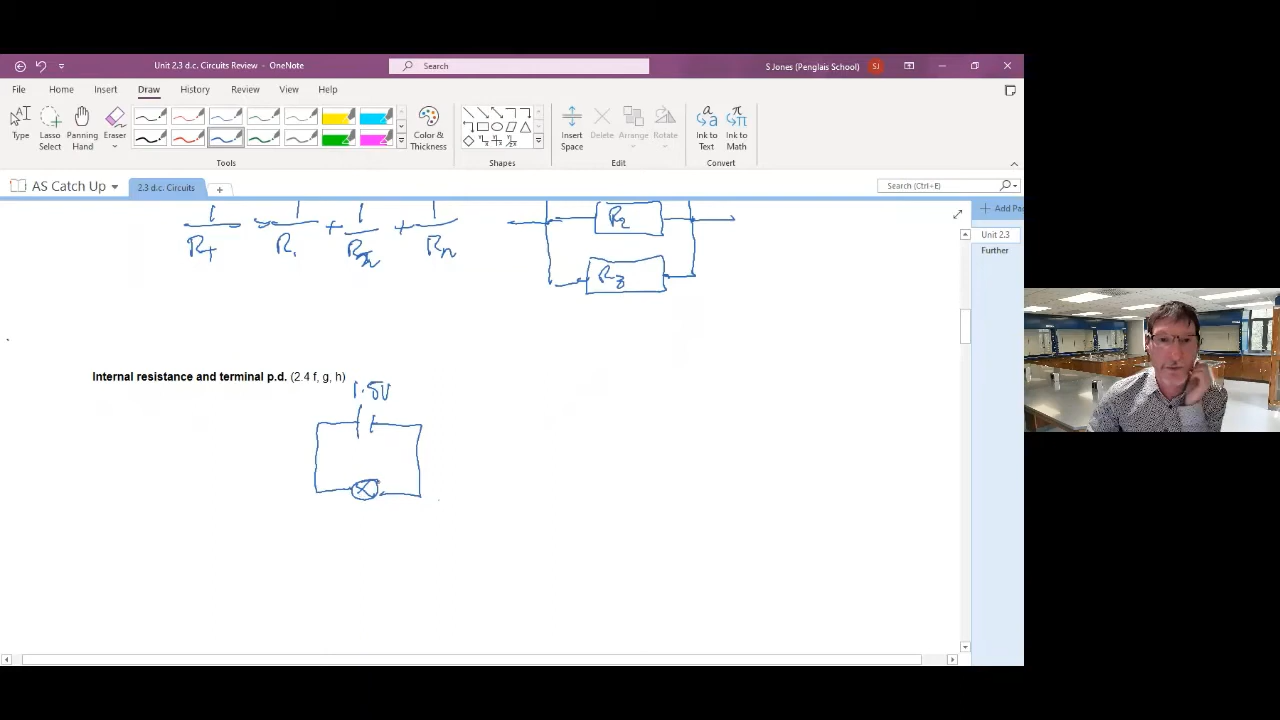 Unit 2.3 d.c. Circuits Review - OneNote
Search
S Jones (Penglais School)
SJ
File Home Insert Draw History Review View Help
Type
Lasso Select
Panning Hand
Eraser
Color & Thickness
Insert Space
Delete
Arrange
Rotate
Ink to Text
Ink to Math
Tools
Shapes
Edit
Convert
AS Catch Up
2.3 d.c. Circuits
Search (Ctrl+E)
Add Pa
Unit 2.3
Further
1 1 1 1
+ +
R₁ Rₙ
R2
R3
Internal resistance and terminal p.d. (2.4 f, g, h)
1.5V